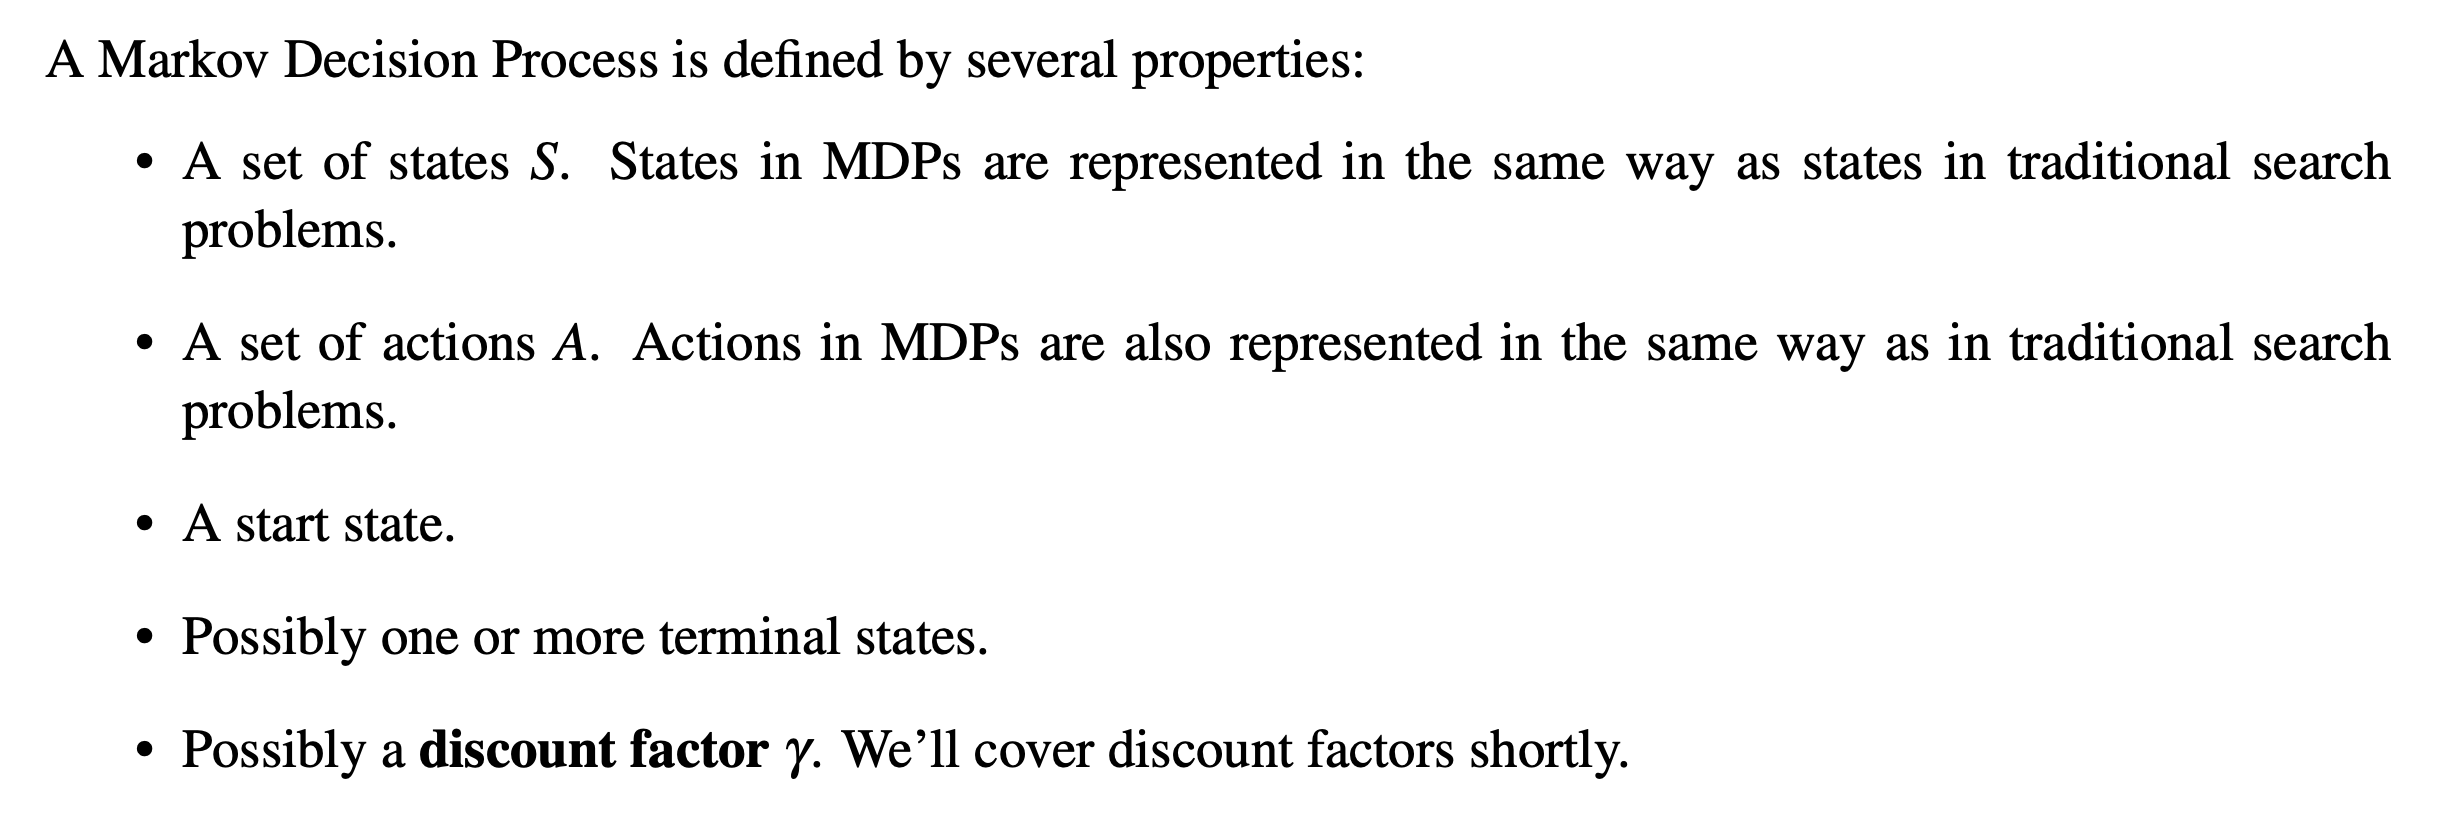 A Markov Decision Process is defined by several properties:
• A set of states S. States in MDPs are represented in the same way as states in traditional search
problems.
• A set of actions A. Actions in MDPs are also represented in the same way as in traditional search
problems.
• A start state.
• Possibly one or more terminal states.
• Possibly a discount factor γ. We’ll cover discount factors shortly.